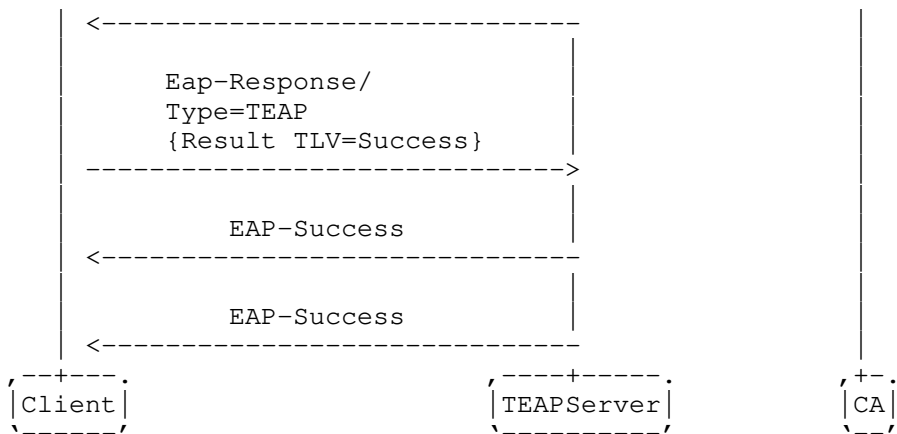 Eap-Response/
Type=TEAP
{Result TLV=Success}
EAP-Success
EAP-Success
Client TEAPServer CA